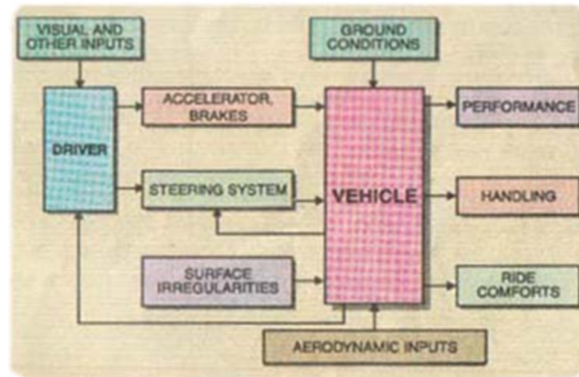 VISUAL AND
OTHER INPUTS
GROUND
CONDITIONS
ACCELERATOR,
BRAKES
PERFORMANCE
DRIVER
STEERING SYSTEM
VEHICLE
HANDLING
SURFACE
IRREGULARITIES
RIDE
COMFORTS
AERODYNAMIC INPUTS